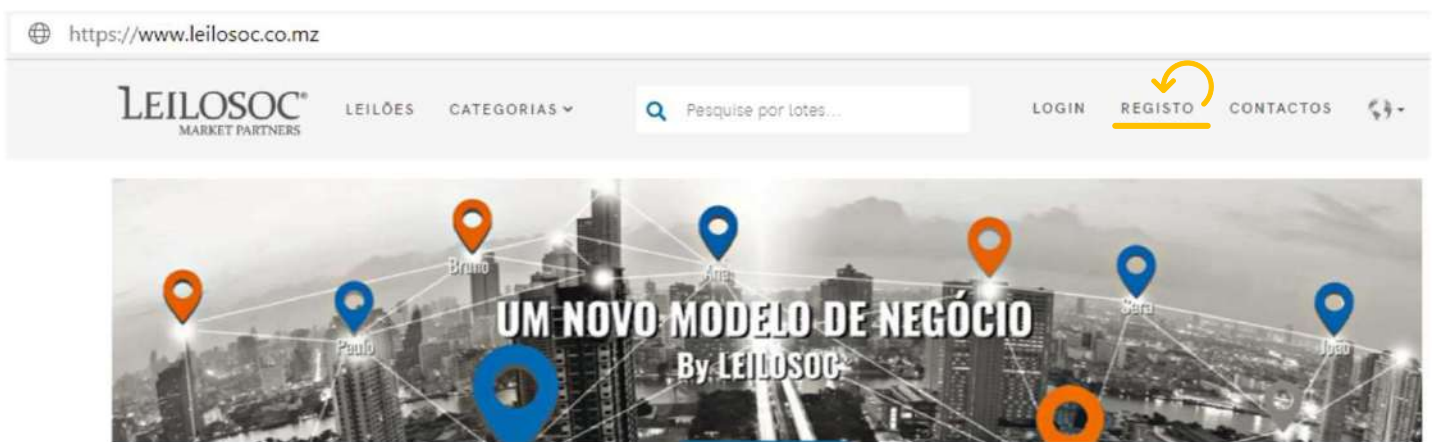 https://www.leilosoc.co.mz
LEILOSOC®
MARKET PARTNERS
LEILÕES
CATEGORIAS
Pesquise por lotes...
LOGIN
REGISTO
CONTACTOS
Bruno
Ana
Sara
Paulo
João
UM NOVO MODELO DE NEGÓCIO
By LEILOSOC®